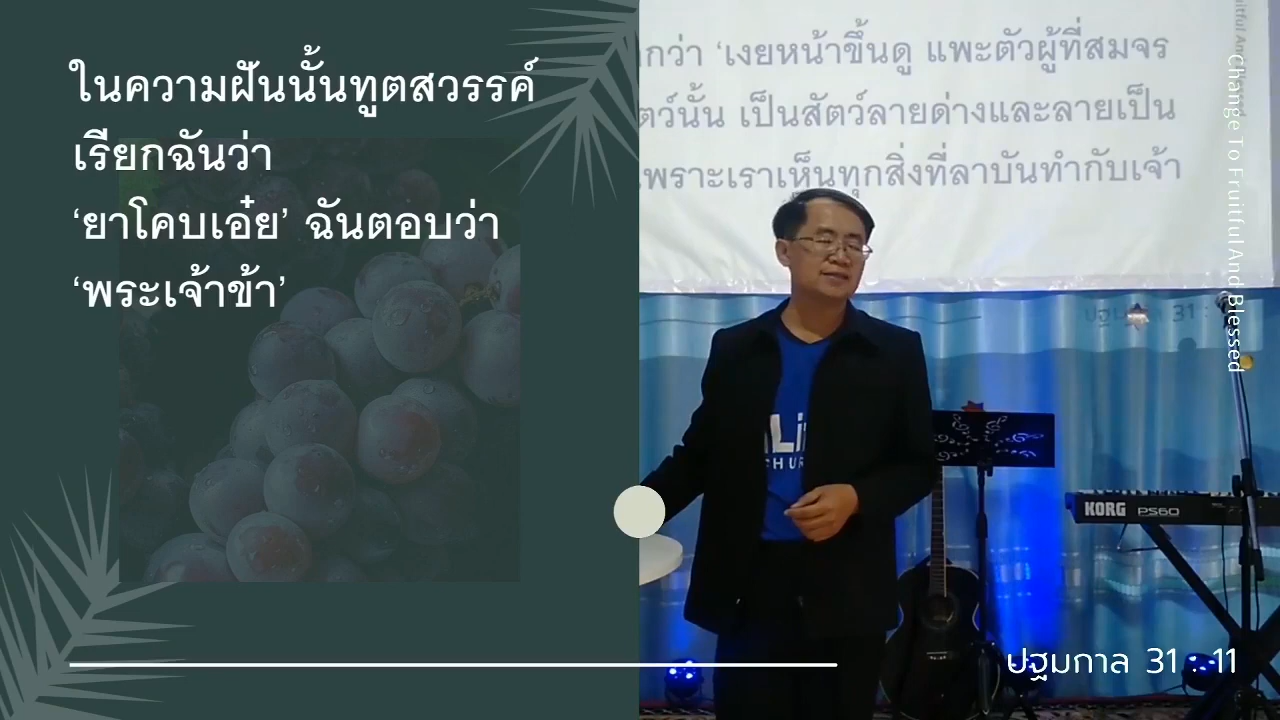 ในความฝันนั้นทูตสวรรค์
เรียกฉันว่า
‘ยาโคบเอ๋ย’ ฉันตอบว่า
‘พระเจ้าข้า’
กว่า ‘เงยหน้าขึ้นดู แพะตัวผู้ที่สมจร
ตว์นั้น เป็นสัตว์ลายด่างและลายเป็น
พราะเราเห็นทุกสิ่งที่ลาบันทำกับเจ้า
Change To Fruitful And Blessed
KORG PS60
ปฐมกาล 31 : 11